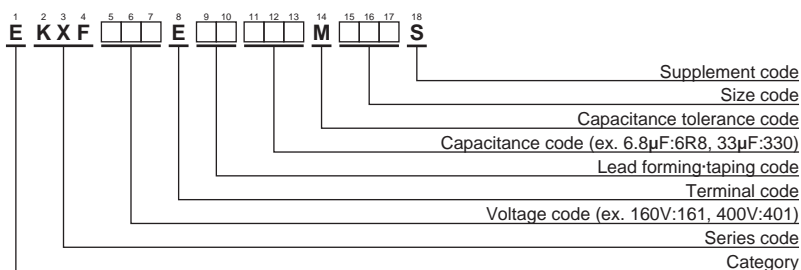 1 2 3 4 5 6 7 8 9 10 11 12 13 14 15 16 17 18
E KXF □□□ E □□ □□□ M □□□ S
Supplement code
Size code
Capacitance tolerance code
Capacitance code (ex. 6.8µF:6R8, 33µF:330)
Lead forming·taping code
Terminal code
Voltage code (ex. 160V:161, 400V:401)
Series code
Category